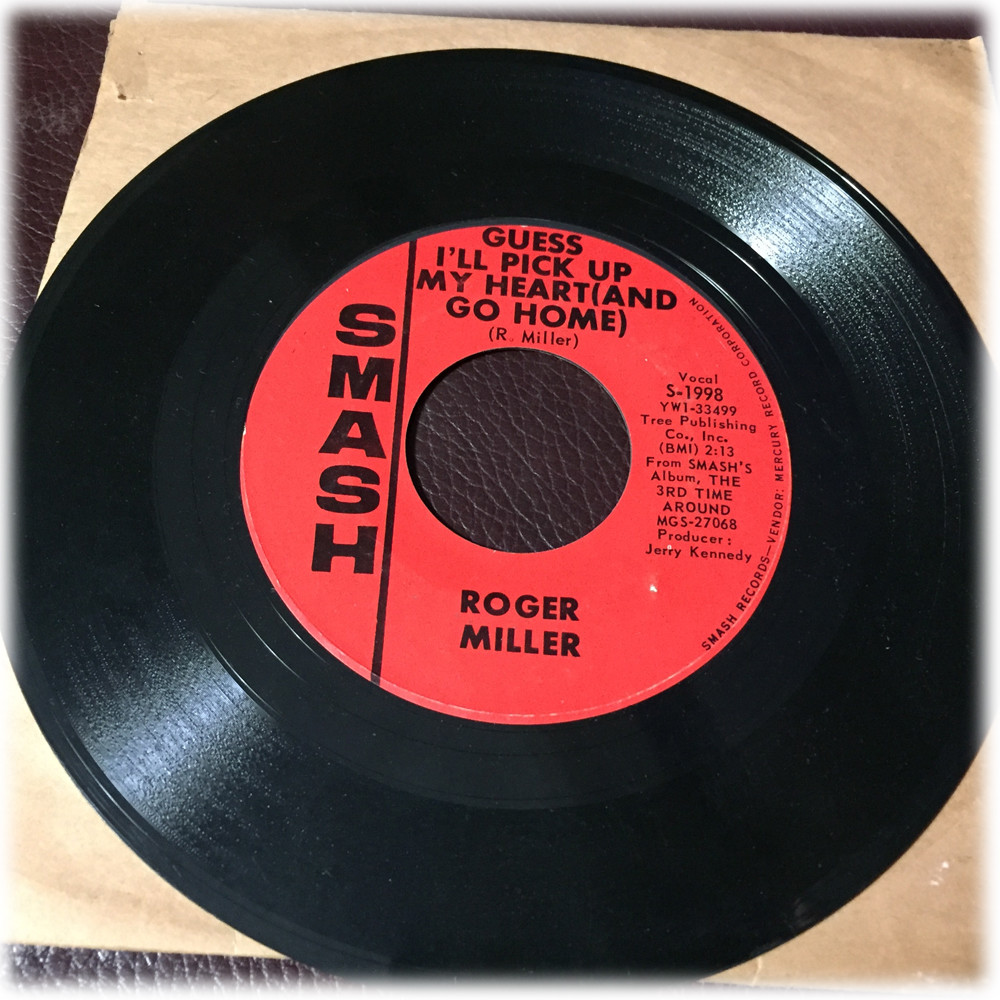 GUESS
I'LL PICK UP
MY HEART(AND
GO HOME)
(R. Miller)
SMASH
Vocal
S-1998
YW1-33499
Tree Publishing
Co., Inc.
(BMI) 2:13
From SMASH'S
Album, THE
3RD TIME
AROUND
MGS-27068
Producer:
Jerry Kennedy
ROGER
MILLER
SMASH RECORDS—VENDOR: MERCURY RECORD CORPORATION